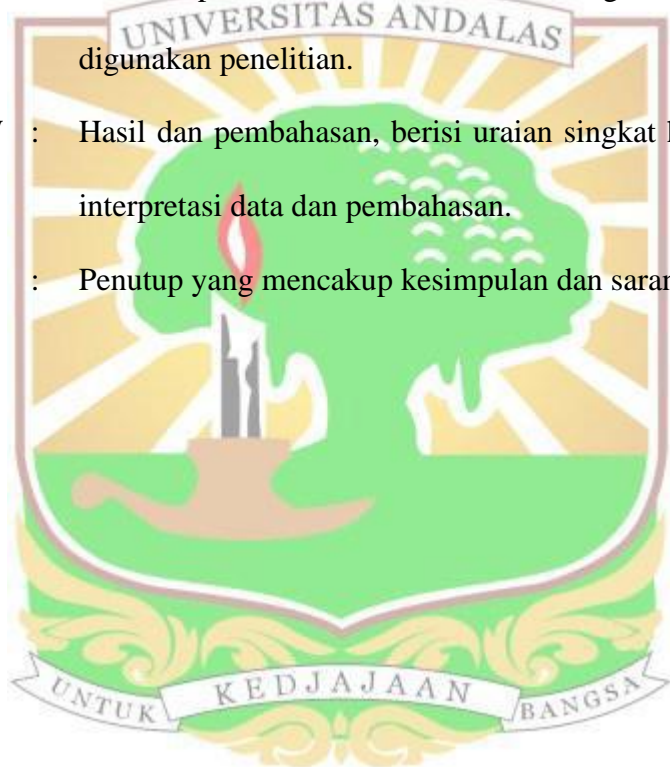 UNIVERSITAS ANDALAS
digunakan penelitian.
: Hasil dan pembahasan, berisi uraian singkat
interpretasi data dan pembahasan.
: Penutup yang mencakup kesimpulan dan saran
UNTUK KEDJAJAAN BANGSA